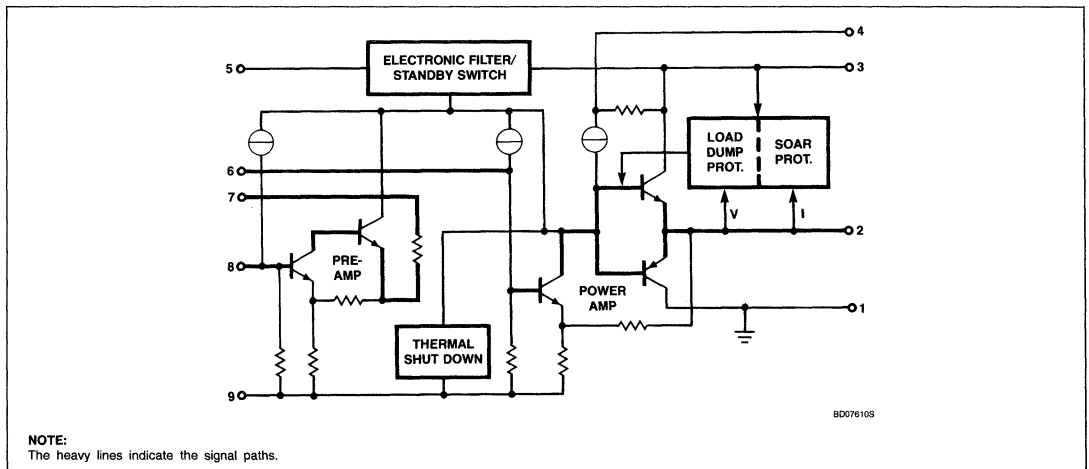 4
5
ELECTRONIC FILTER/
STANDBY SWITCH
3
LOAD
DUMP
PROT.
SOAR
PROT.
6
7
V
I
2
8
PRE-
AMP
POWER
AMP
1
THERMAL
SHUT DOWN
9
BD07610S
NOTE:
The heavy lines indicate the signal paths.